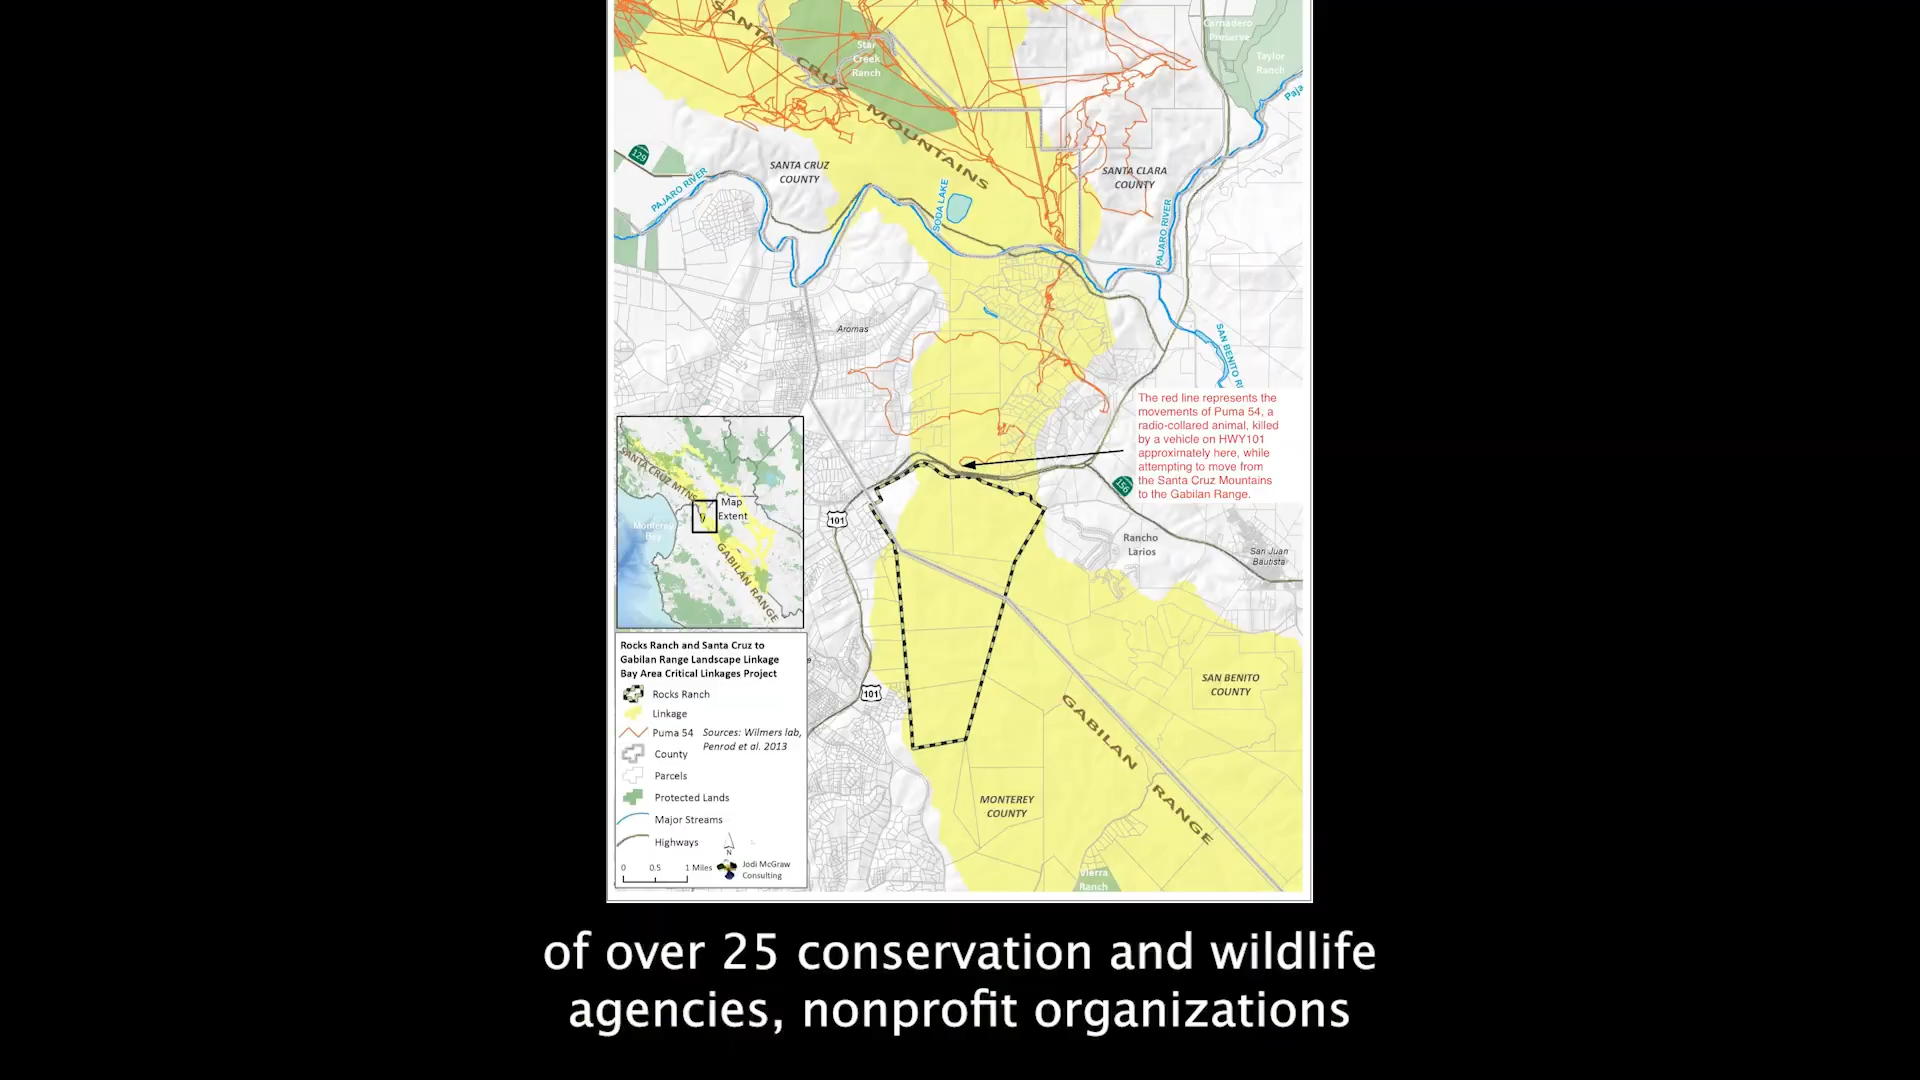 SANTA CRUZ MOUNTAINS
Star
Creek
Ranch
Carnadero
Preserve
Taylor
Ranch
129
PAJARO RIVER
SANTA CRUZ
COUNTY
SODA LAKE
SANTA CLARA
COUNTY
PAJARO RIVER
Aromas
SAN BENITO
The red line represents the
movements of Puma 54, a
radio-collared animal, killed
by a vehicle on HWY101
approximately here, while
attempting to move from
the Santa Cruz Mountains
to the Gabilan Range.
156
101
Rancho
Larios
San Juan
Bautista
SANTA CRUZ MTNS
Map
Extent
Monterey
Bay
GABILAN RANGE
101
SAN BENITO
COUNTY
GABILAN RANGE
MONTEREY
COUNTY
Vierra
Ranch
Rocks Ranch and Santa Cruz to
Gabilan Range Landscape Linkage
Bay Area Critical Linkages Project
Rocks Ranch
Linkage
Puma 54
Sources: Wilmers lab,
Penrod et al. 2013
County
Parcels
Protected Lands
Major Streams
Highways
N
0 0.5 1 Miles
Jodi McGraw
Consulting
of over 25 conservation and wildlife
agencies, nonprofit organizations